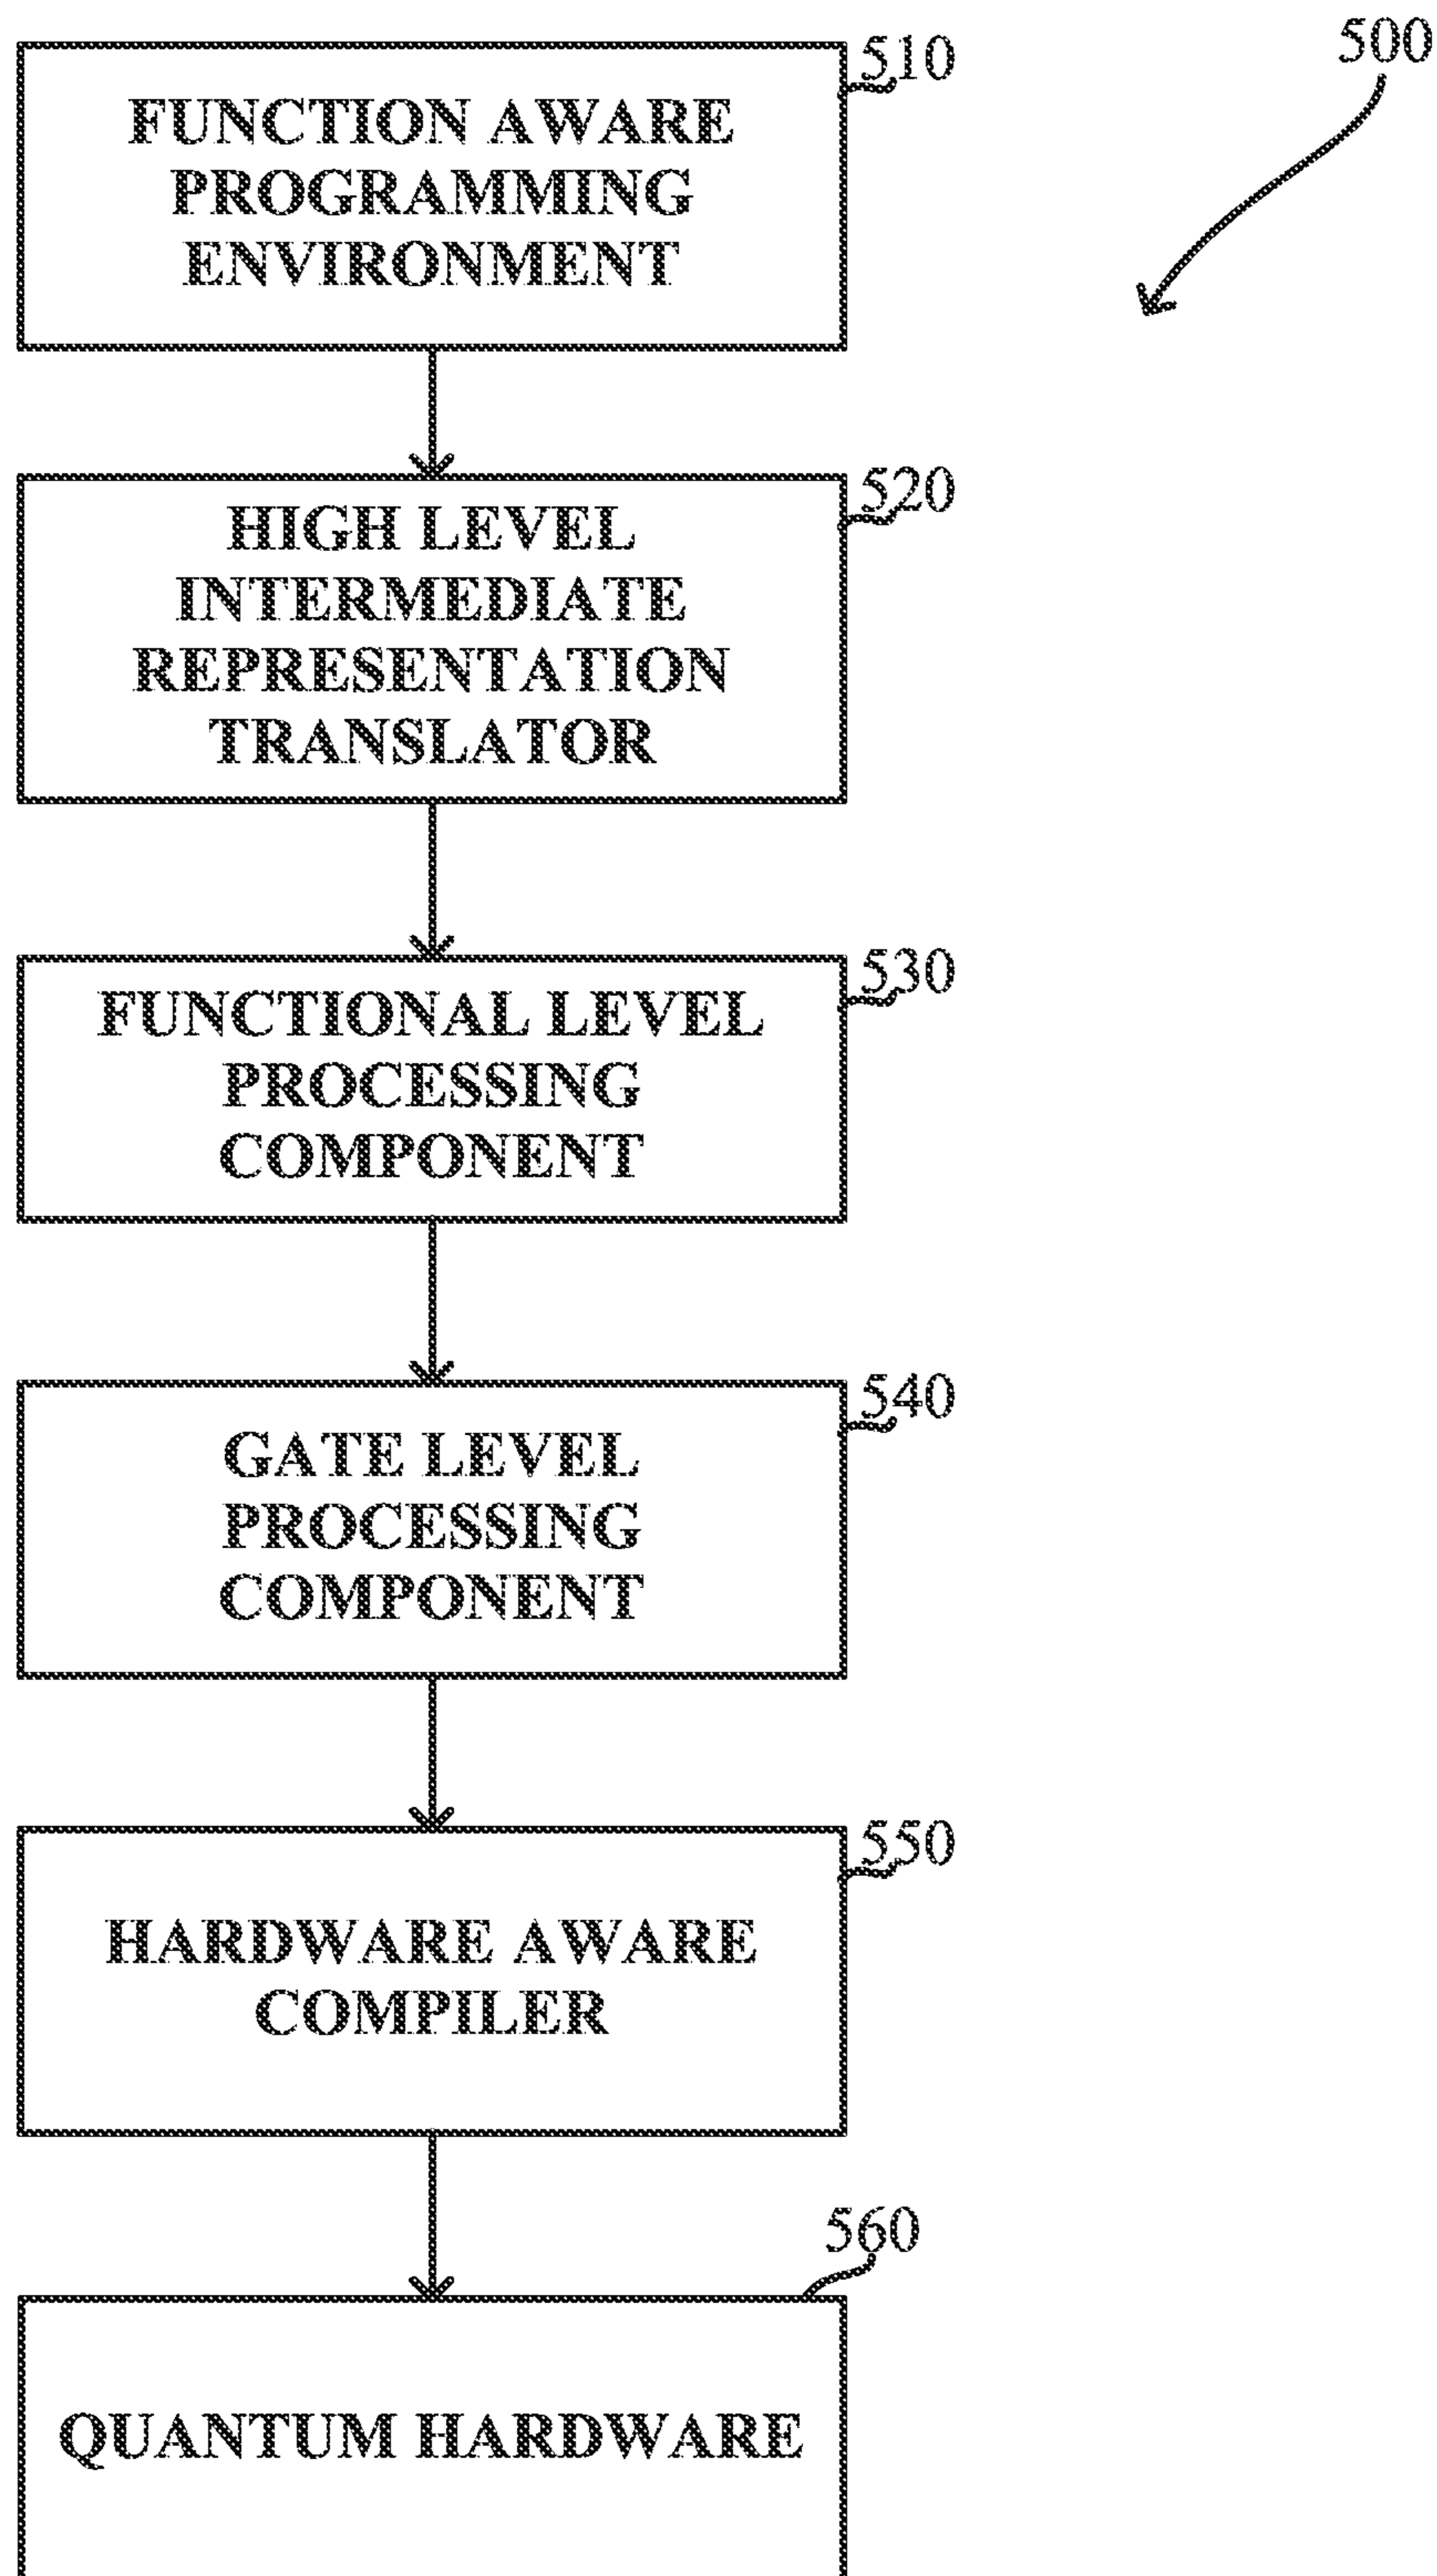 500
510
FUNCTION AWARE
PROGRAMMING
ENVIRONMENT
520
HIGH LEVEL
INTERMEDIATE
REPRESENTATION
TRANSLATOR
530
FUNCTIONAL LEVEL
PROCESSING
COMPONENT
540
GATE LEVEL
PROCESSING
COMPONENT
550
HARDWARE AWARE
COMPILER
560
QUANTUM HARDWARE